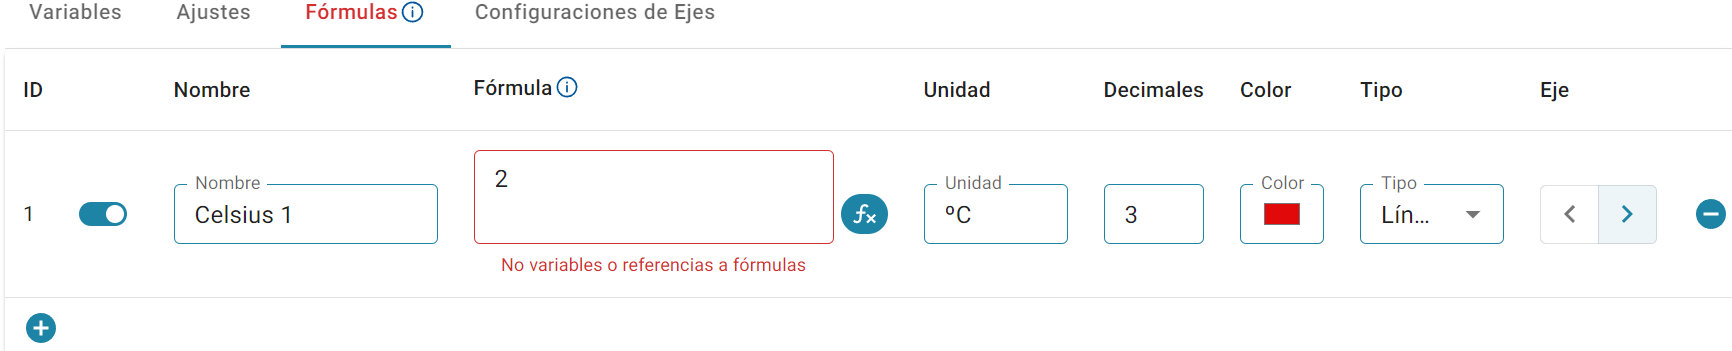 Variables Ajustes Fórmulas Configuraciones de Ejes
ID Nombre Fórmula Unidad Decimales Color Tipo Eje
1 Nombre Celsius 1 2 fx Unidad ºC 3 Color Tipo Lín...
No variables o referencias a fórmulas